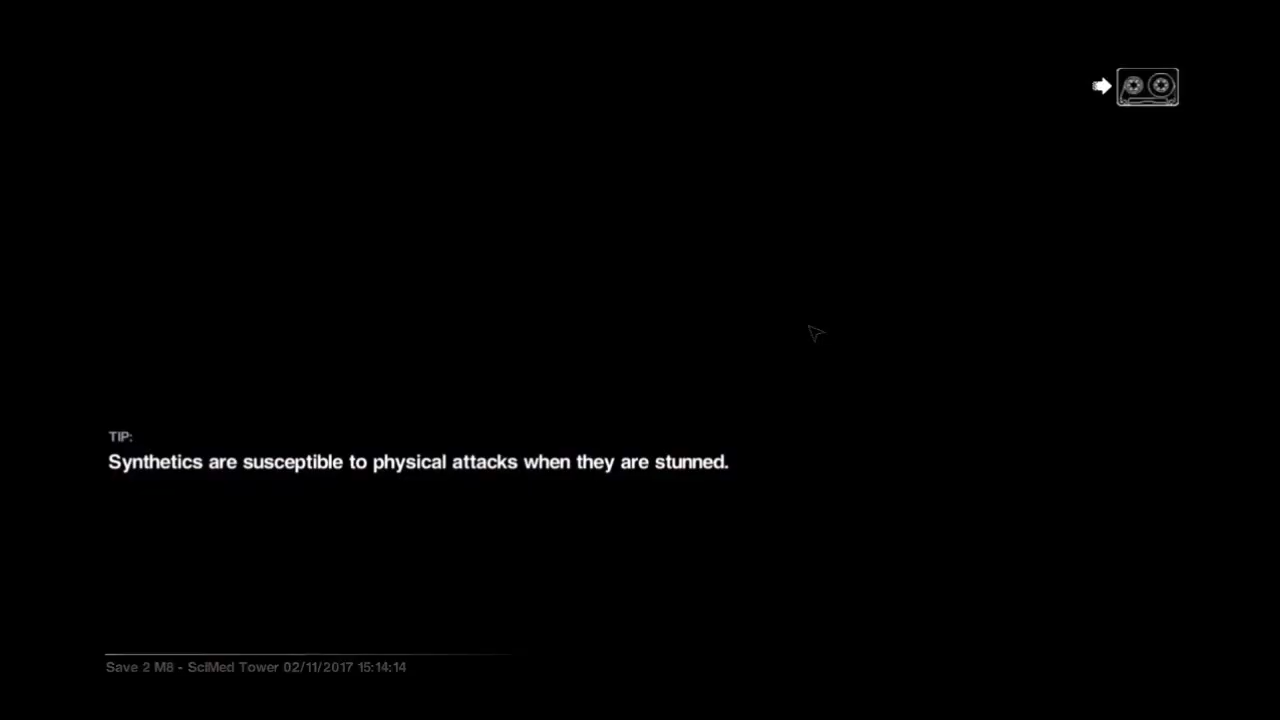 TIP:
Synthetics are susceptible to physical attacks when they are stunned.
Save 2 M8 - SciMed Tower 02/11/2017 15:14:14